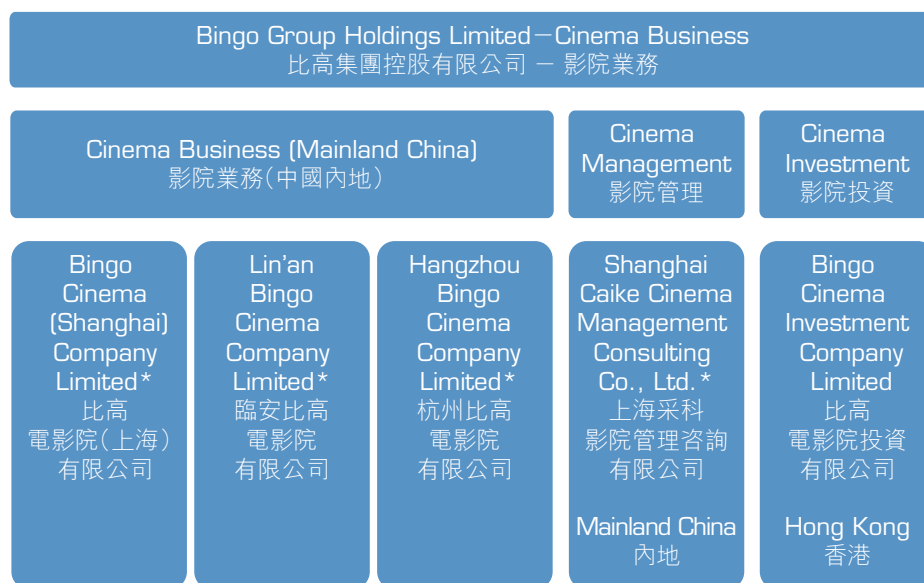 Bingo Group Holdings Limited－Cinema Business
比高集團控股有限公司 － 影院業務
Cinema Business (Mainland China)
影院業務（中國內地）
Cinema
Management
影院管理
Cinema
Investment
影院投資
Bingo
Cinema
(Shanghai)
Company
Limited*
比高
電影院（上海）
有限公司
Lin'an
Bingo
Cinema
Company
Limited*
臨安比高
電影院
有限公司
Hangzhou
Bingo
Cinema
Company
Limited*
杭州比高
電影院
有限公司
Shanghai
Caike Cinema
Management
Consulting
Co., Ltd.*
上海采科
影院管理咨詢
有限公司
Mainland China
內地
Bingo
Cinema
Investment
Company
Limited
比高
電影院投資
有限公司
Hong Kong
香港